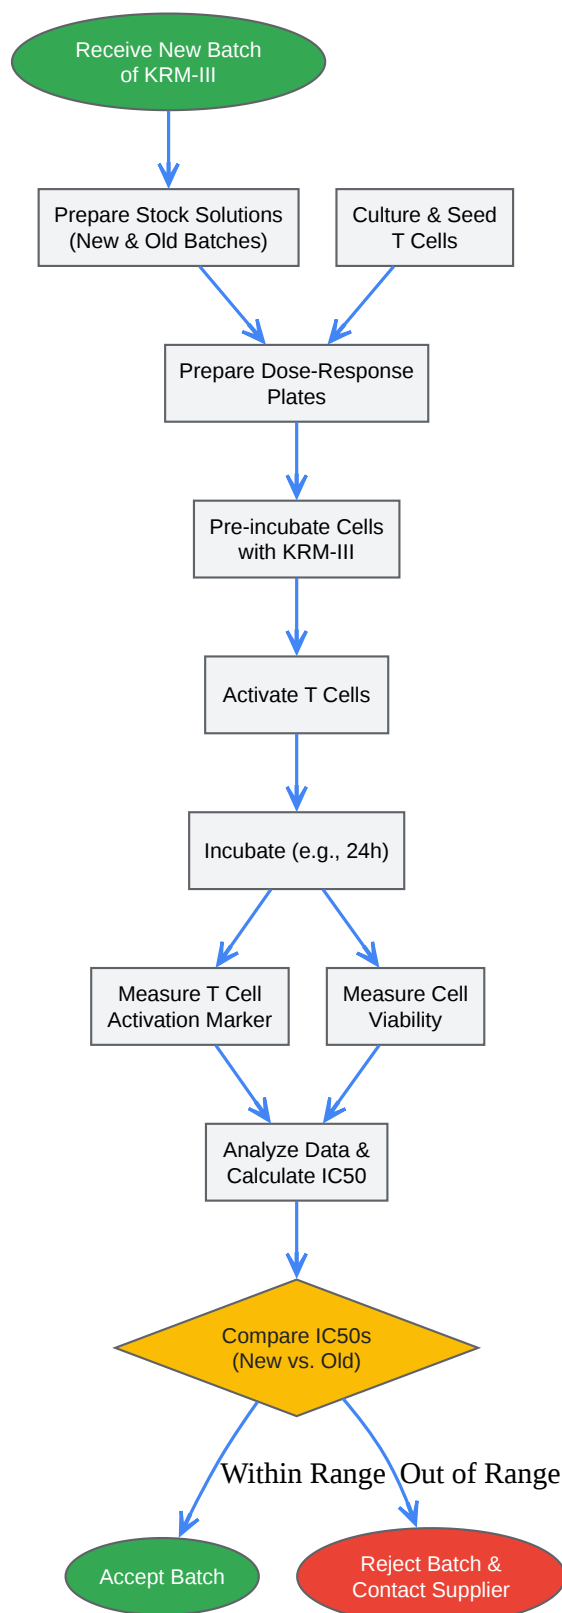 Receive New Batch
of KRM-III
Prepare Stock Solutions
(New & Old Batches)
Culture & Seed
T Cells
Prepare Dose-Response
Plates
Pre-incubate Cells
with KRM-III
Activate T Cells
Incubate (e.g., 24h)
Measure T Cell
Activation Marker
Measure Cell
Viability
Analyze Data &
Calculate IC50
Compare IC50s
(New vs. Old)
Within Range
Out of Range
Accept Batch
Reject Batch &
Contact Supplier